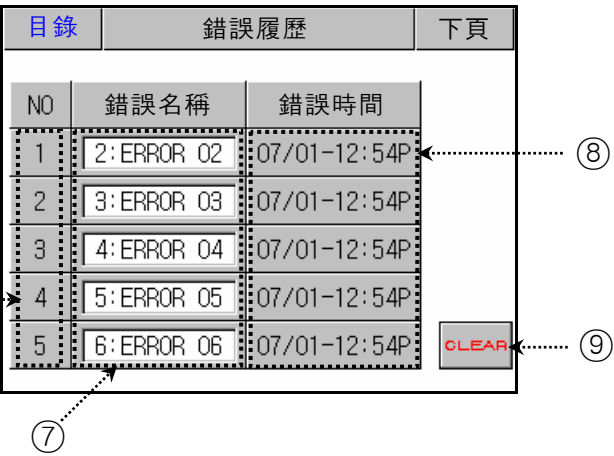 目錄 錯誤履歷 下頁
NO 錯誤名稱 錯誤時間
1 2:ERROR 02 07/01-12:54P ⑧
2 3:ERROR 03 07/01-12:54P
3 4:ERROR 04 07/01-12:54P
4 5:ERROR 05 07/01-12:54P
5 6:ERROR 06 07/01-12:54P CLEAR ⑨
⑦